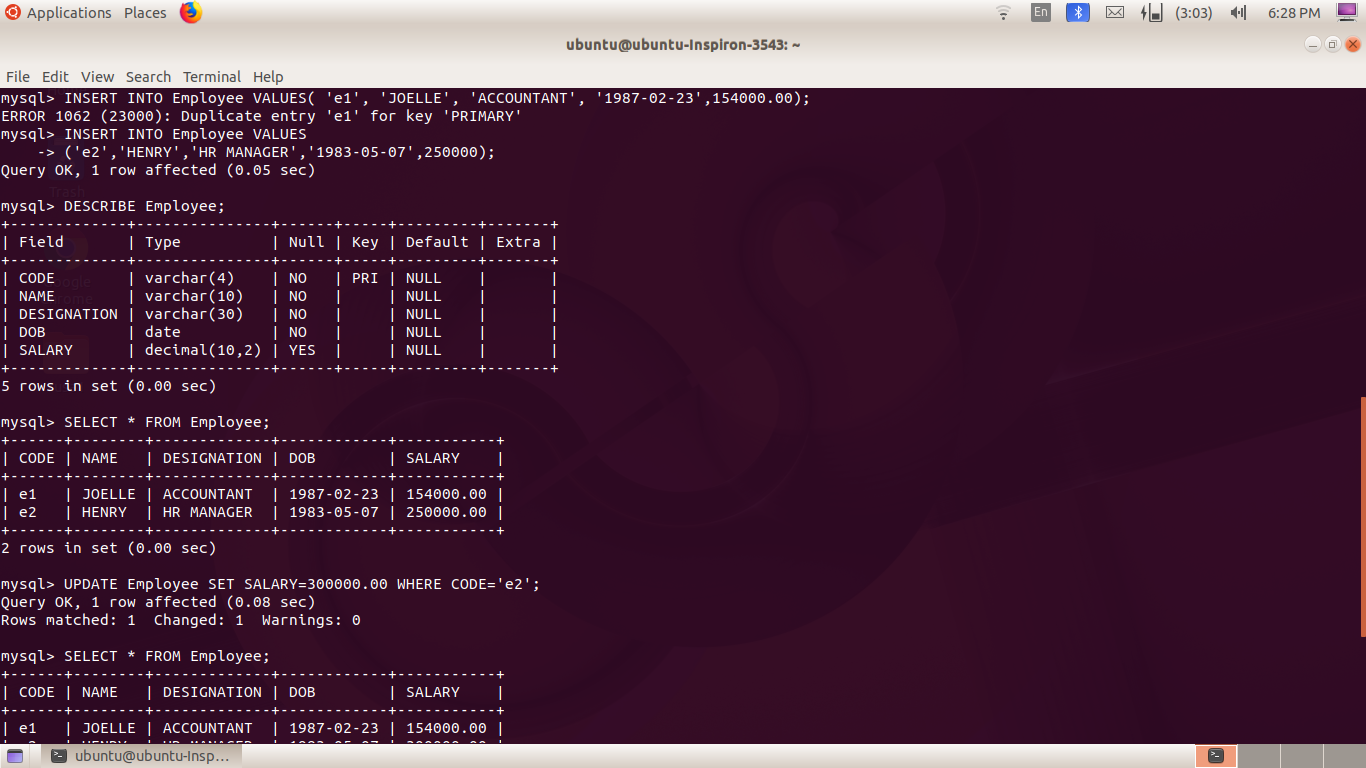 Applications Places En (3:03) 6:28 PM
ubuntu@ubuntu-Inspiron-3543: ~
File Edit View Search Terminal Help
mysql> INSERT INTO Employee VALUES( 'e1', 'JOELLE', 'ACCOUNTANT', '1987-02-23',154000.00);
ERROR 1062 (23000): Duplicate entry 'e1' for key 'PRIMARY'
mysql> INSERT INTO Employee VALUES
    -> ('e2','HENRY','HR MANAGER','1983-05-07',250000);
Query OK, 1 row affected (0.05 sec)
mysql> DESCRIBE Employee;
+-------------+---------------+------+-----+---------+-------+
| Field       | Type          | Null | Key | Default | Extra |
+-------------+---------------+------+-----+---------+-------+
| CODE        | varchar(4)    | NO   | PRI | NULL    |       |
| NAME        | varchar(10)   | NO   |     | NULL    |       |
| DESIGNATION | varchar(30)   | NO   |     | NULL    |       |
| DOB         | date          | NO   |     | NULL    |       |
| SALARY      | decimal(10,2) | YES  |     | NULL    |       |
+-------------+---------------+------+-----+---------+-------+
5 rows in set (0.00 sec)
mysql> SELECT * FROM Employee;
+------+--------+-------------+------------+-----------+
| CODE | NAME   | DESIGNATION | DOB        | SALARY    |
+------+--------+-------------+------------+-----------+
| e1   | JOELLE | ACCOUNTANT  | 1987-02-23 | 154000.00 |
| e2   | HENRY  | HR MANAGER  | 1983-05-07 | 250000.00 |
+------+--------+-------------+------------+-----------+
2 rows in set (0.00 sec)
mysql> UPDATE Employee SET SALARY=300000.00 WHERE CODE='e2';
Query OK, 1 row affected (0.08 sec)
Rows matched: 1  Changed: 1  Warnings: 0
mysql> SELECT * FROM Employee;
+------+--------+-------------+------------+-----------+
| CODE | NAME   | DESIGNATION | DOB        | SALARY    |
+------+--------+-------------+------------+-----------+
| e1   | JOELLE | ACCOUNTANT  | 1987-02-23 | 154000.00 |
ubuntu@ubuntu-Insp...